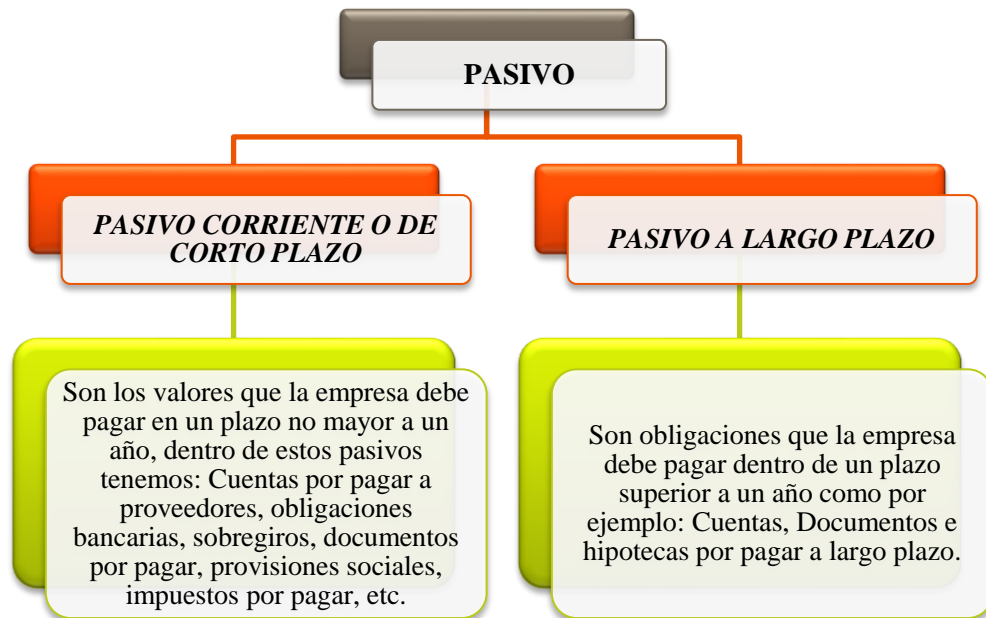 PASIVO
PASIVO CORRIENTE O DE
CORTO PLAZO
PASIVO A LARGO PLAZO
Son los valores que la empresa debe
pagar en un plazo no mayor a un
año, dentro de estos pasivos
tenemos: Cuentas por pagar a
proveedores, obligaciones
bancarias, sobregiros, documentos
por pagar, provisiones sociales,
impuestos por pagar, etc.
Son obligaciones que la empresa
debe pagar dentro de un plazo
superior a un año como por
ejemplo: Cuentas, Documentos e
hipotecas por pagar a largo plazo.